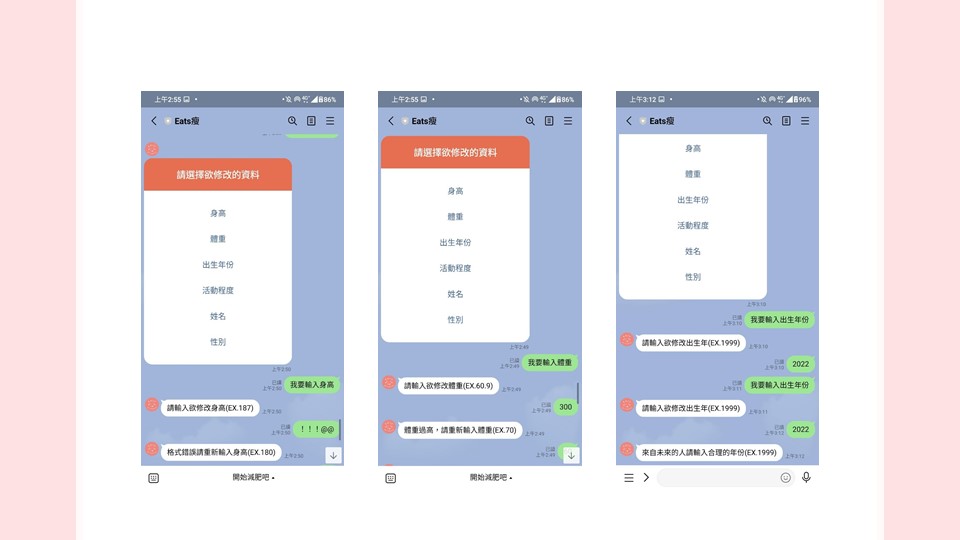 上午2:55
86%
Eats瘦
請選擇欲修改的資料
身高
體重
出生年份
活動程度
姓名
性別
上午2:50
我要輸入身高
已讀
上午2:50
請輸入欲修改身高(EX.187)
上午2:50
！！！@@
已讀
上午2:50
格式錯誤請重新輸入身高(EX.180)
上午2:50
開始減肥吧
上午2:55
86%
Eats瘦
請選擇欲修改的資料
身高
體重
出生年份
活動程度
姓名
性別
上午2:49
我要輸入體重
已讀
上午2:49
請輸入欲修改體重(EX.60.9)
上午2:49
300
已讀
上午2:49
體重過高，請重新輸入體重(EX.70)
上午2:49
已讀
上午2:49
開始減肥吧
上午3:12
96%
Eats瘦
身高
體重
出生年份
活動程度
姓名
性別
上午3:10
我要輸入出生年份
已讀
上午3:10
請輸入欲修改出生年(EX.1999)
上午3:10
2022
已讀
上午3:10
我要輸入出生年份
已讀
上午3:11
請輸入欲修改出生年(EX.1999)
上午3:11
2022
已讀
上午3:12
來自未來的人請輸入合理的年份(EX.1999)
上午3:12